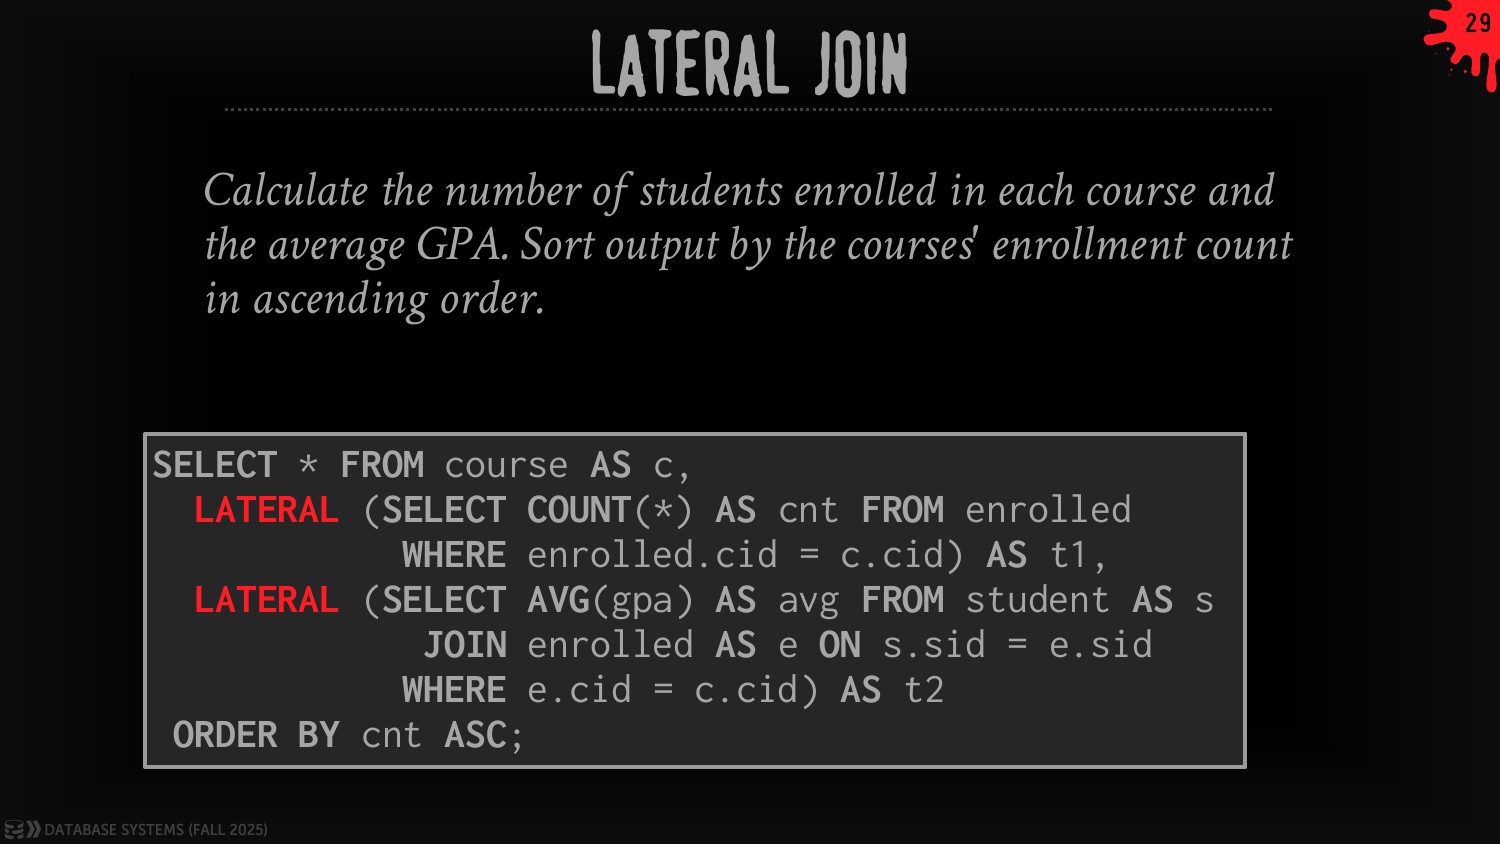 LATERAL JOIN
29
Calculate the number of students enrolled in each course and
the average GPA. Sort output by the courses' enrollment count
in ascending order.
SELECT * FROM course AS c,
LATERAL (SELECT COUNT(*) AS cnt FROM enrolled
WHERE enrolled.cid = c.cid) AS t1,
LATERAL (SELECT AVG(gpa) AS avg FROM student AS s
JOIN enrolled AS e ON s.sid = e.sid
WHERE e.cid = c.cid) AS t2
ORDER BY cnt ASC;
DATABASE SYSTEMS (FALL 2025)